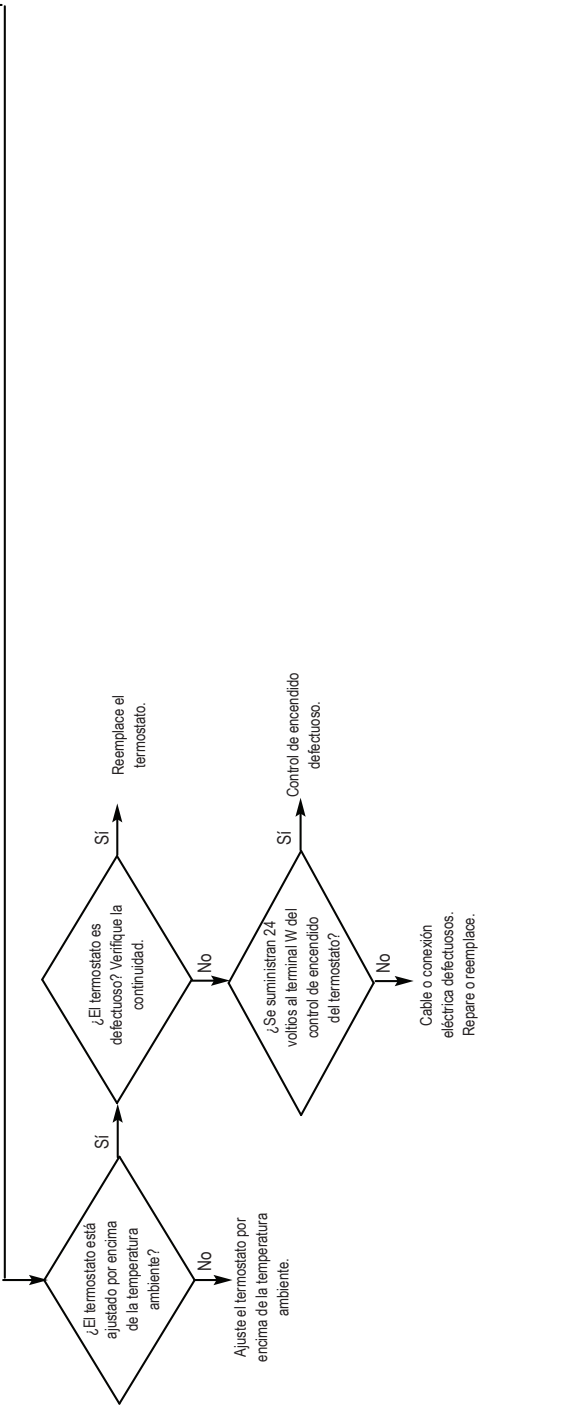 ¿El termostato está
ajustado por encima
de la temperatura
ambiente?
No
Ajuste el termostato por
encima de la temperatura
ambiente.
Sí
¿El termostato es
defectuoso? Verifique la
continuidad.
Sí
Reemplace el
termostato.
No
¿Se suministran 24
voltios al terminal W del
control de encendido
del termostato?
Sí
Control de encendido
defectuoso.
No
Cable o conexión
eléctrica defectuosos.
Repare o reemplace.